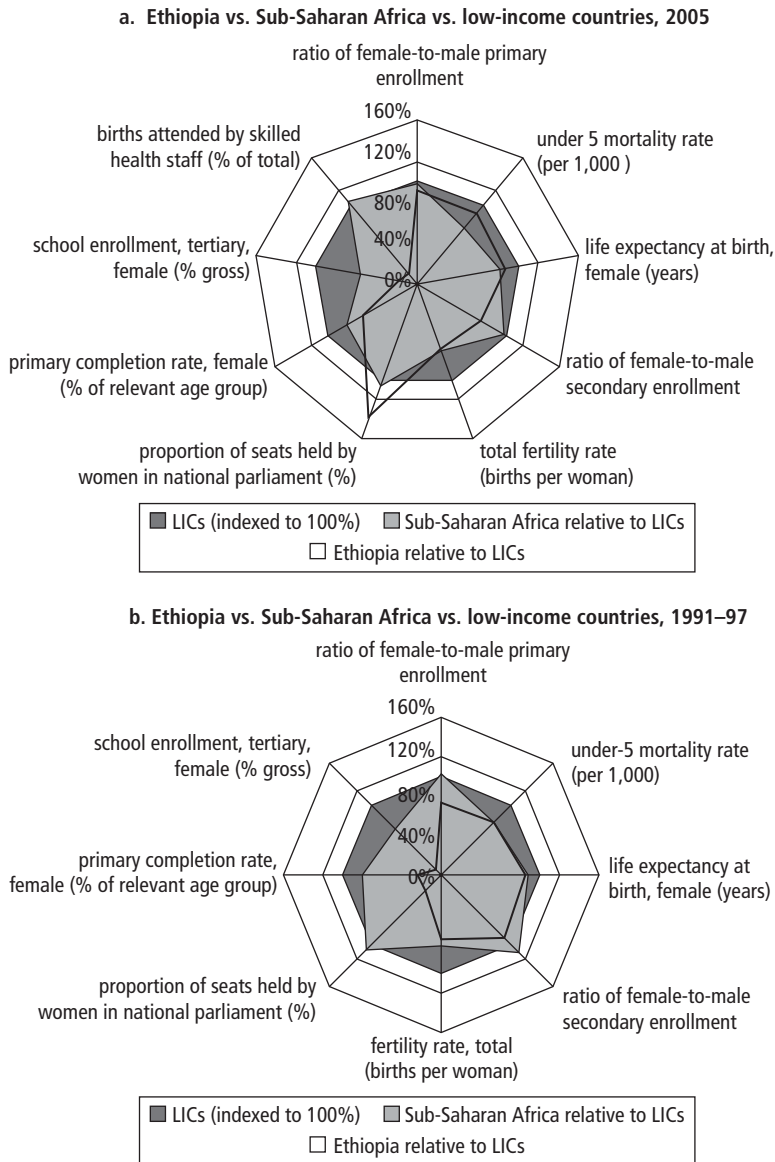 a. Ethiopia vs. Sub-Saharan Africa vs. low-income countries, 2005
ratio of female-to-male primary
enrollment
160%
120%
80%
40%
0%
under 5 mortality rate
(per 1,000 )
life expectancy at birth,
female (years)
ratio of female-to-male
secondary enrollment
total fertility rate
(births per woman)
proportion of seats held by
women in national parliament (%)
primary completion rate, female
(% of relevant age group)
school enrollment, tertiary,
female (% gross)
births attended by skilled
health staff (% of total)
LICs (indexed to 100%) Sub-Saharan Africa relative to LICs
Ethiopia relative to LICs
b. Ethiopia vs. Sub-Saharan Africa vs. low-income countries, 1991–97
ratio of female-to-male primary
enrollment
160%
120%
80%
40%
0%
under-5 mortality rate
(per 1,000)
life expectancy at
birth, female (years)
ratio of female-to-male
secondary enrollment
fertility rate, total
(births per woman)
proportion of seats held by
women in national parliament (%)
primary completion rate,
female (% of relevant age group)
school enrollment, tertiary,
female (% gross)
LICs (indexed to 100%) Sub-Saharan Africa relative to LICs
Ethiopia relative to LICs